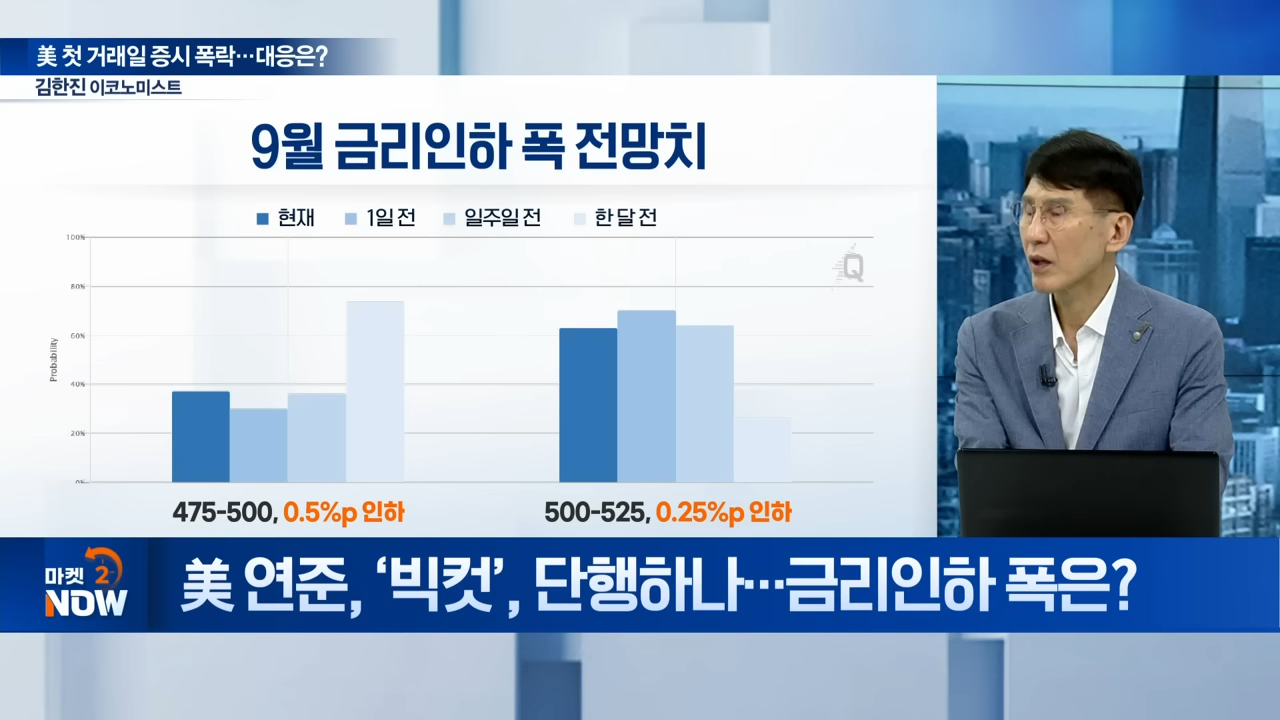 美 첫 거래일 증시 폭락…대응은?
김한진 이코노미스트
9월 금리인하 폭 전망치
현재 1일 전 일주일 전 한 달 전
100%
80%
60%
40%
20%
0%
Probability
Q
475-500, 0.5%p 인하
500-525, 0.25%p 인하
마켓 2
NOW
美 연준, ‘빅컷’, 단행하나…금리인하 폭은?